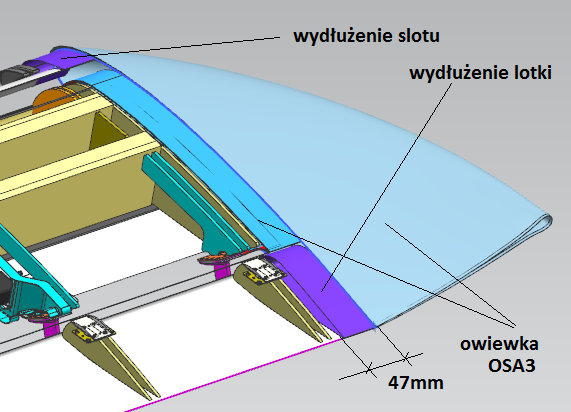 wydłużenie slotu
wydłużenie lotki
owiewka
OSA3
47mm